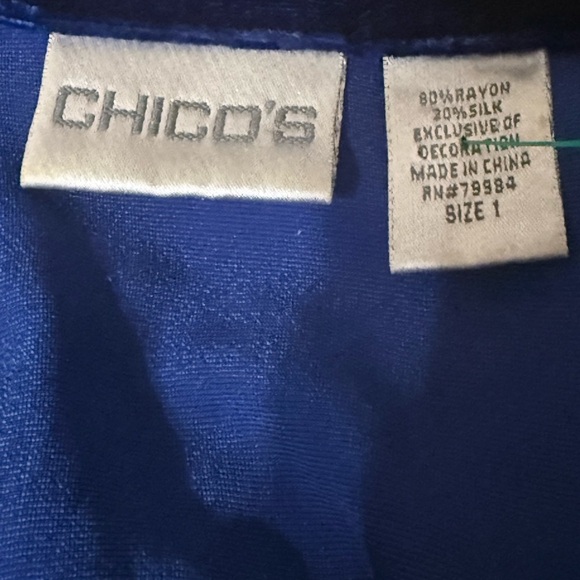 CHICO'S
80% RAYON
20% SILK
EXCLUSIVE OF
DECORATION
MADE IN CHINA
RN#79984
SIZE 1